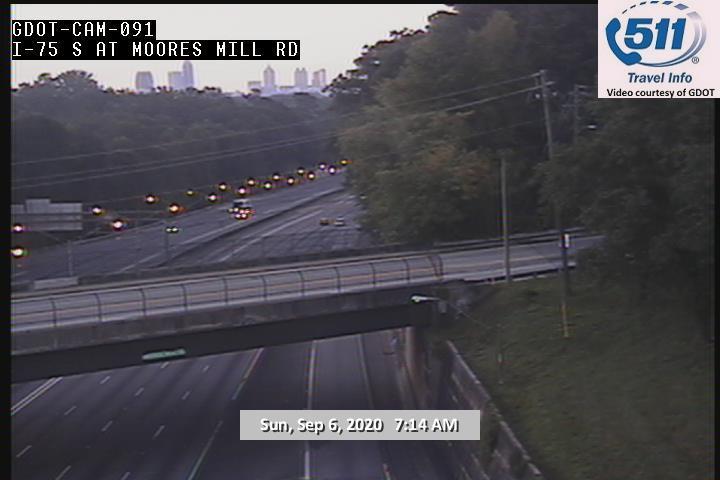 GDOT-CAM-091
I-75 S AT MOORES MILL RD
511
®
Travel Info
Video courtesy of GDOT
Sun, Sep 6, 2020 7:14 AM